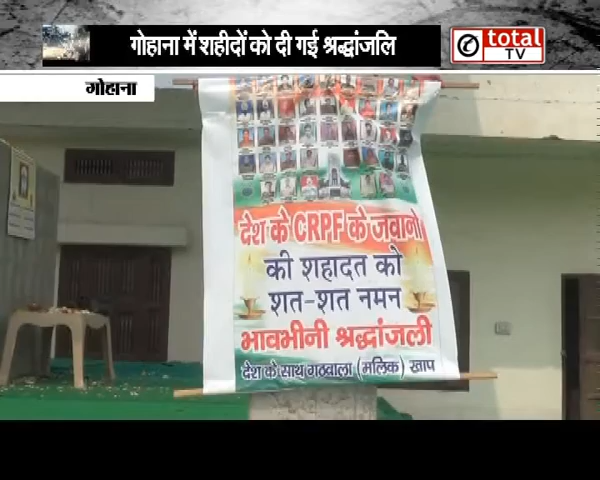 गोहाना में शहीदों को दी गई श्रद्धांजलि
total
TV
गोहाना
देश के CRPF के जवानो
की शहादत को
शत-शत नमन
भावभीनी श्रद्धांजली
देश के साथ गठवाला (मलिक) खाप